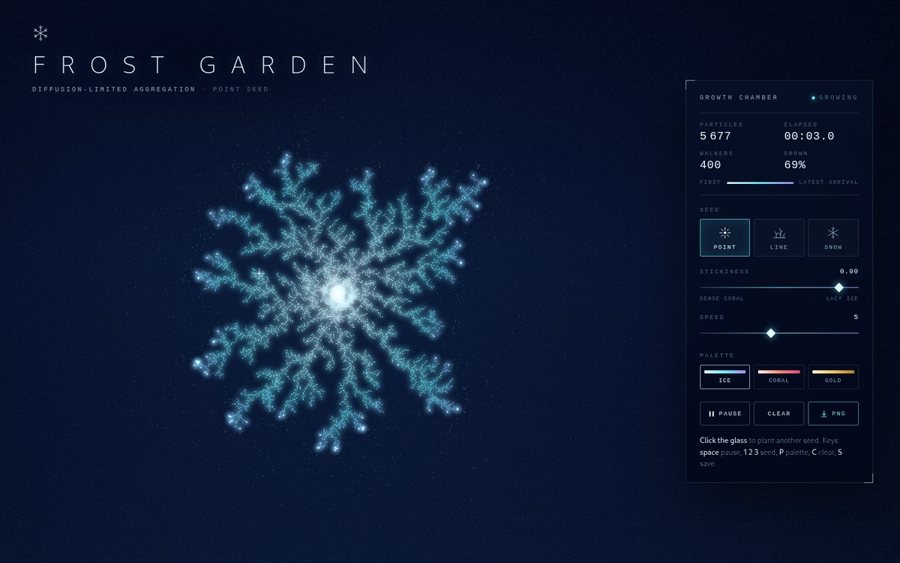 FROST GARDEN
DIFFUSION-LIMITED AGGREGATION · POINT SEED
GROWTH CHAMBER
GROWING
PARTICLES ELAPSED
5 677 00:03.0
WALKERS GROWN
400 69%
FIRST LATEST ARRIVAL
SEED
POINT LINE SNOW
STICKINESS 0.90
DENSE CORAL LACY ICE
SPEED 5
PALETTE
ICE CORAL GOLD
PAUSE CLEAR PNG
Click the glass to plant another seed. Keys:
space pause, 1 2 3 seed, P palette, C clear, S
save.